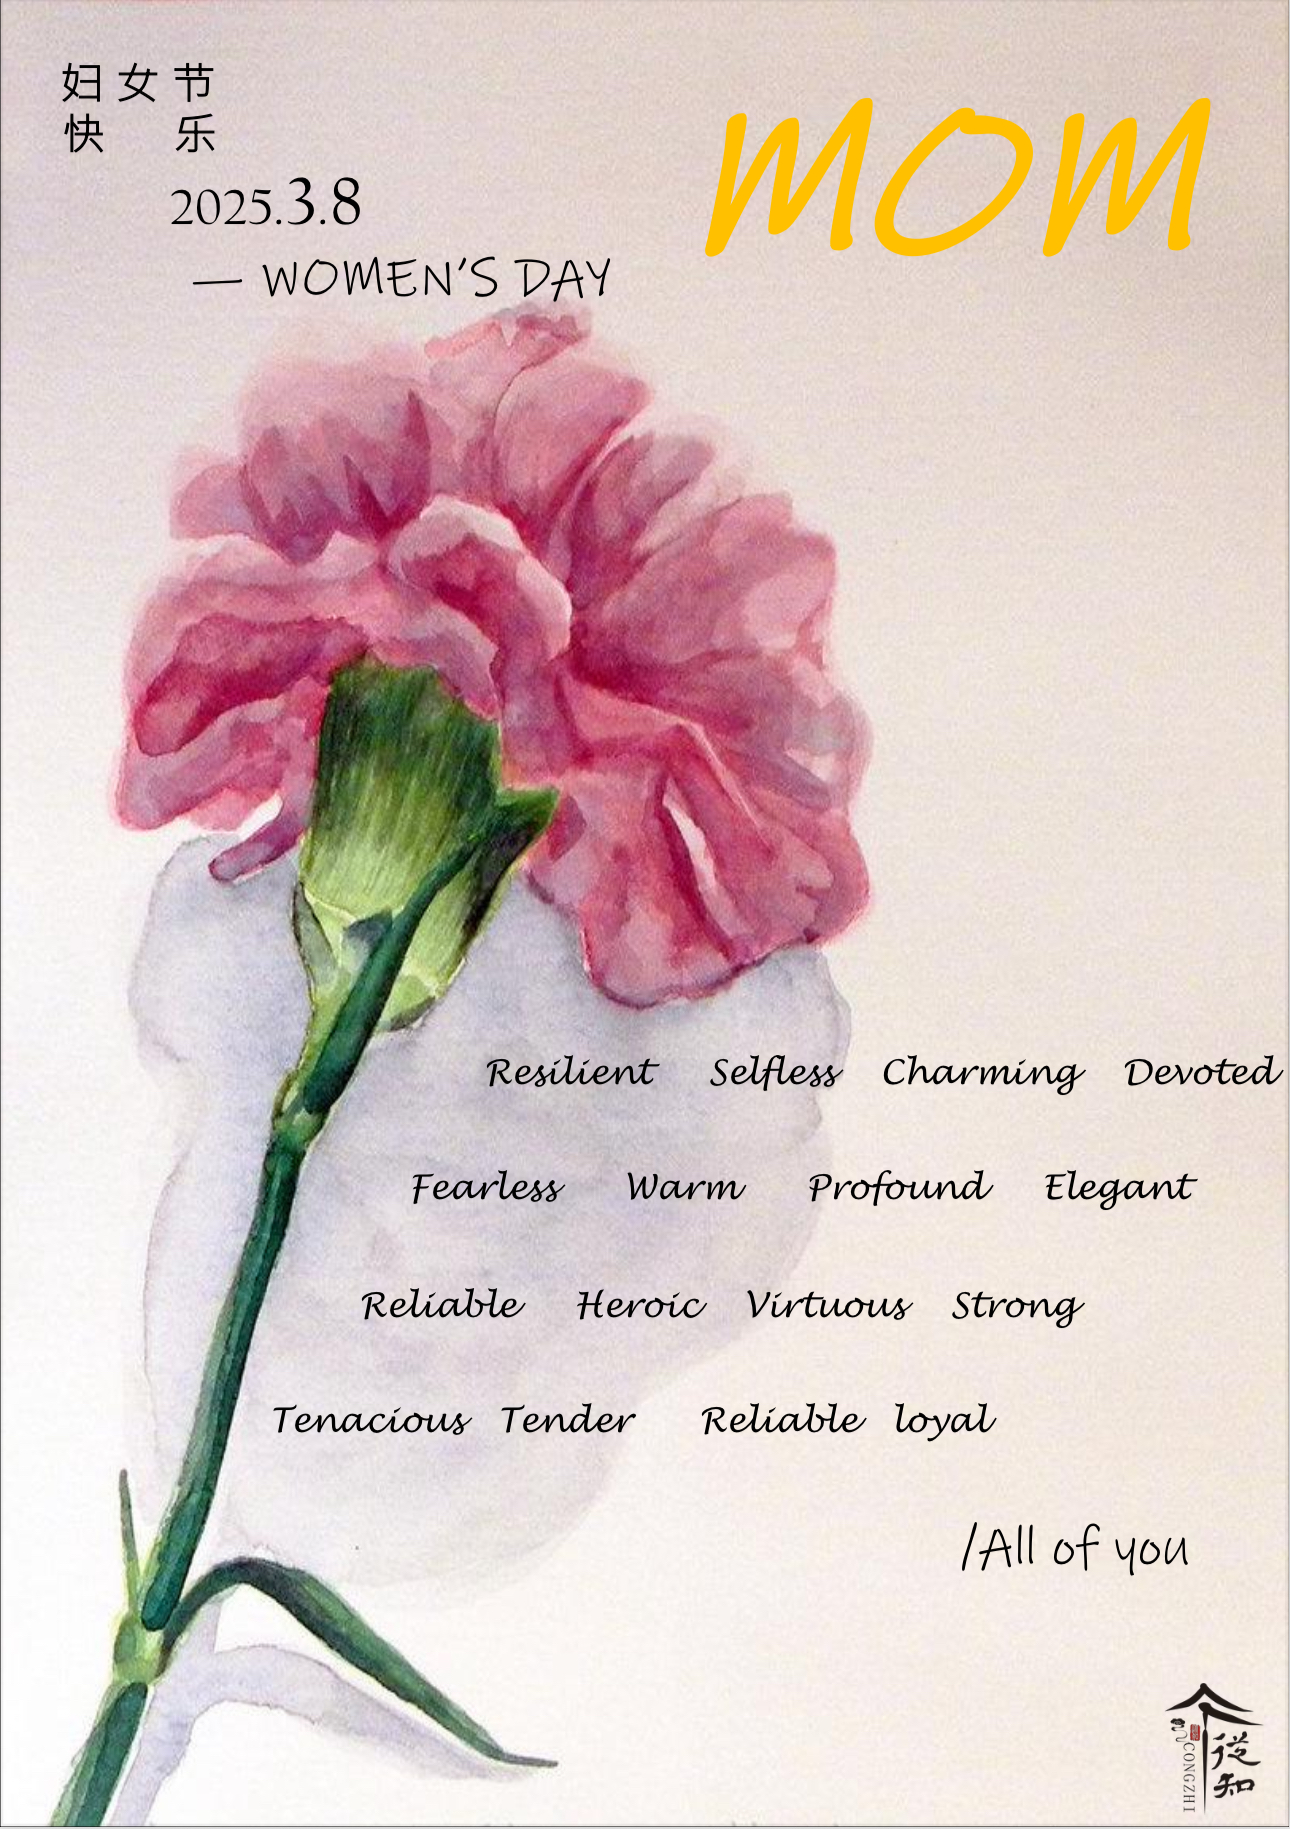 妇女节
快乐
2025.3.8
— WOMEN'S DAY
MOM
Resilient Selfless Charming Devoted
Fearless Warm Profound Elegant
Reliable Heroic Virtuous Strong
Tenacious Tender Reliable loyal
/All of you
從知
CONGZHI